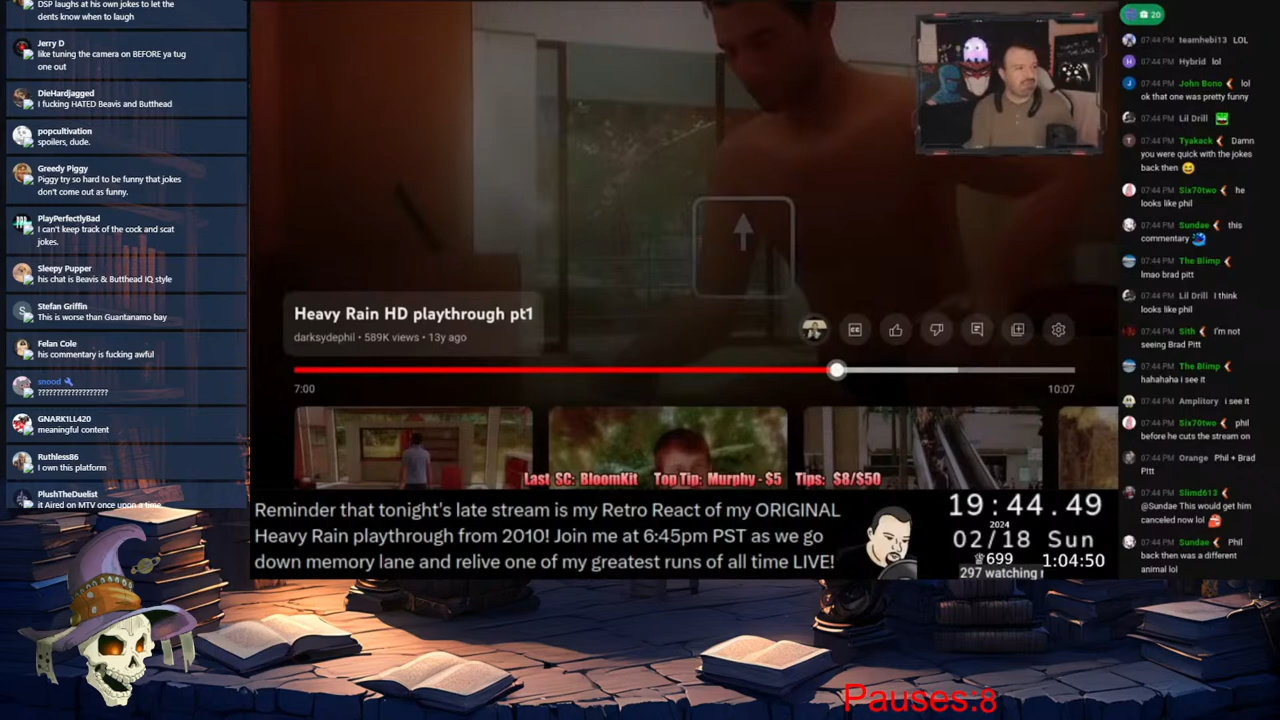 DSP laughs at his own jokes to let the
dents know when to laugh
Jerry D
like tuning the camera on BEFORE ya tug
one out
DieHardjagged
I fucking HATED Beavis and Butthead
popcultivation
spoilers, dude.
Greedy Piggy
Piggy try so hard to be funny that jokes
don't come out as funny.
PlayPerfectlyBad
I can't keep track of the cock and scat
jokes.
Sleepy Pupper
his chat is Beavis & Butthead IQ style
Stefan Griffin
This is worse than Guantanamo bay
Felan Cole
his commentary is fucking awful
snood
???????????????????
GNARK1LL420
meaningful content
Ruthless86
I own this platform
PlushTheDuelist
it Aired on MTV once upon a time
Heavy Rain HD playthrough pt1
darksydephil • 589K views • 13y ago
7:00
10:07
Last SC: BloomKit Top Tip: Murphy - $5 Tips: $8/$50
Reminder that tonight's late stream is my Retro React of my ORIGINAL
Heavy Rain playthrough from 2010! Join me at 6:45pm PST as we go
down memory lane and relive one of my greatest runs of all time LIVE!
19:44.49
2024
02/18 Sun
699
1:04:50
297 watching
20
07:44 PM teamhebi13 LOL
07:44 PM Hybrid lol
07:44 PM John Bono lol
ok that one was pretty funny
07:44 PM Lil Drill
07:44 PM Tyakack Damn
you were quick with the jokes
back then
07:44 PM Six70two he
looks like phil
07:44 PM Sundae this
commentary
07:44 PM The Blimp
lmao brad pitt
07:44 PM Lil Drill I think
looks like phil
07:44 PM Sith I'm not
seeing Brad Pitt
07:44 PM The Blimp
hahahaha i see it
07:44 PM Amplitory i see it
07:44 PM Six70two phil
before he cuts the stream on
07:44 PM Orange Phil + Brad
Pitt
07:44 PM Slimd613
@Sundae This would get him
canceled now lol
07:44 PM Sundae Phil
back then was a different
animal lol
Pauses:8